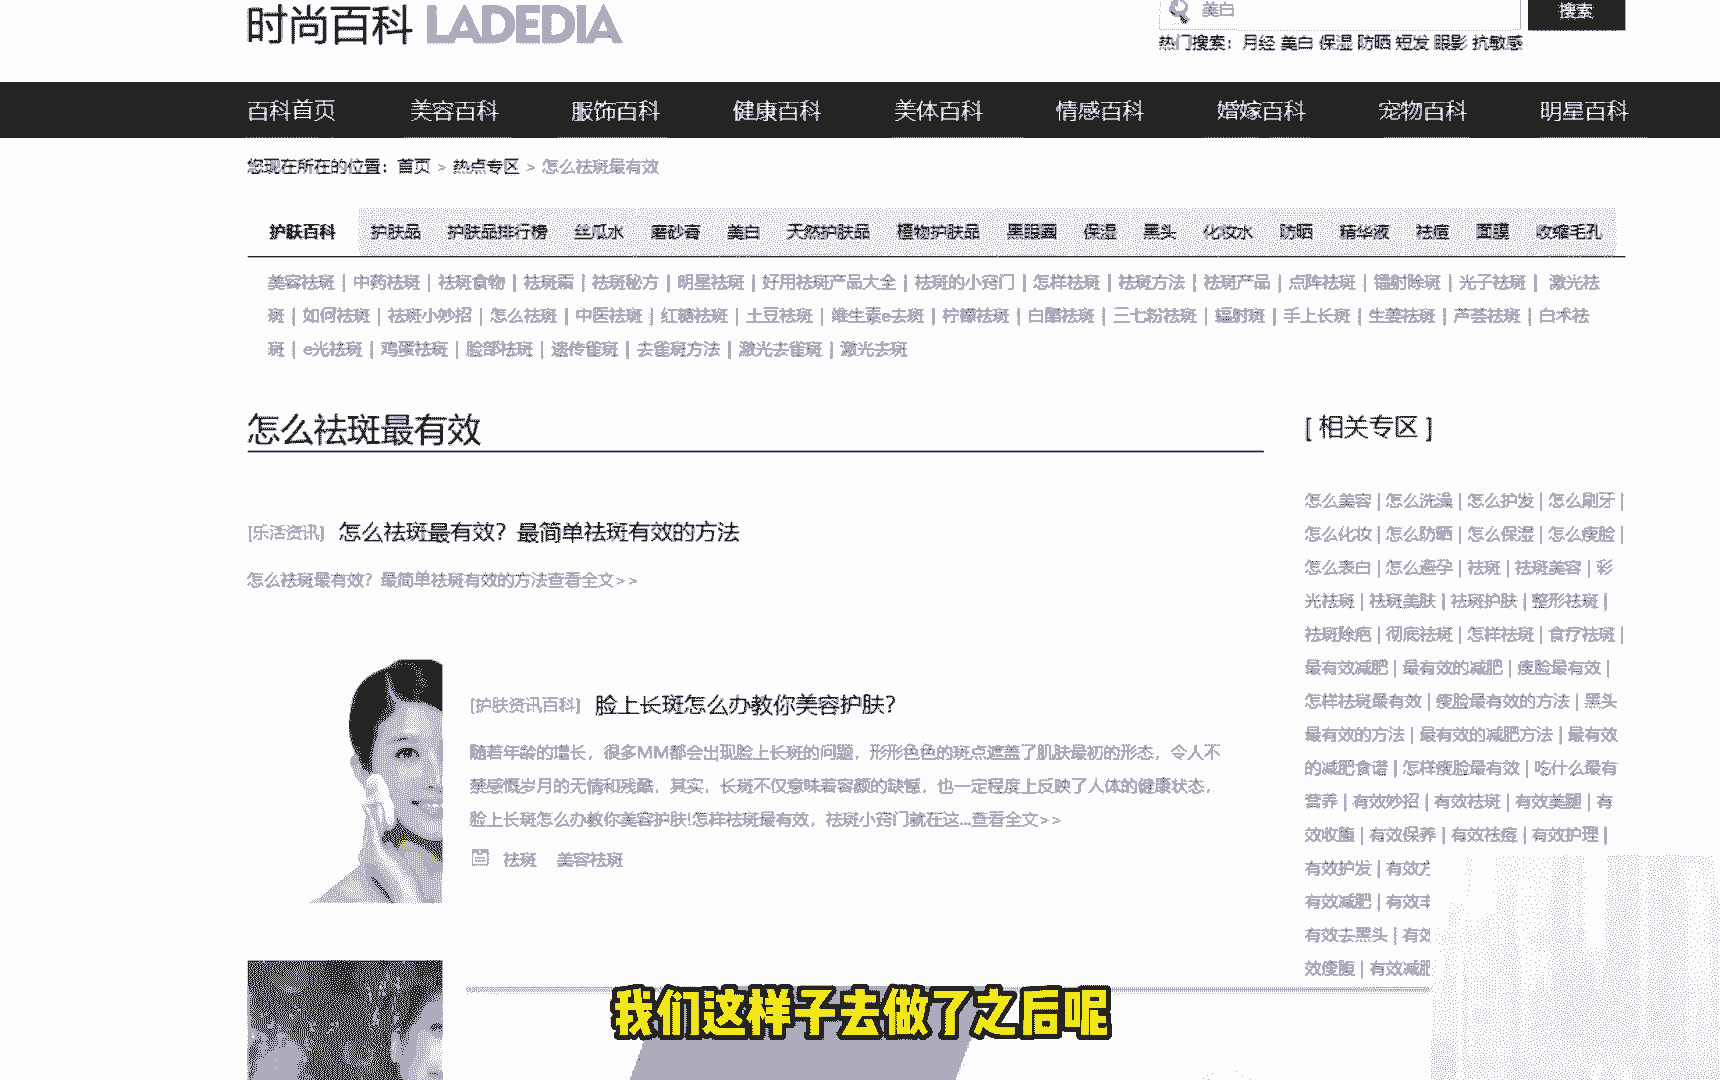 时尚百科 LADEDIA
美白
搜索
热门搜索：月经 美白 保湿 防晒 短发 眼影 抗敏感
百科首页 美容百科 服饰百科 健康百科 美体百科 情感百科 婚嫁百科 宠物百科 明星百科
您现在所在的位置：首页 > 热点专区 > 怎么祛斑最有效
护肤百科 护肤品 护肤品排行榜 丝瓜水 磨砂膏 美白 天然护肤品 植物护肤品 黑眼圈 保湿 黑头 化妆水 防晒 精华液 祛痘 面膜 收缩毛孔
美容祛斑 | 中药祛斑 | 祛斑食物 | 祛斑霜 | 祛斑秘方 | 明星祛斑 | 好用祛斑产品大全 | 祛斑的小窍门 | 怎样祛斑 | 祛斑方法 | 祛斑产品 | 点阵祛斑 | 镭射除斑 | 光子祛斑 | 激光祛
斑 | 如何祛斑 | 祛斑小妙招 | 怎么祛斑 | 中医祛斑 | 红糖祛斑 | 土豆祛斑 | 维生素e去斑 | 柠檬祛斑 | 白醋祛斑 | 三七粉祛斑 | 辐射斑 | 手上长斑 | 生姜祛斑 | 芦荟祛斑 | 白术祛
斑 | e光祛斑 | 鸡蛋祛斑 | 脸部祛斑 | 遗传雀斑 | 去雀斑方法 | 激光去雀斑 | 激光去斑
怎么祛斑最有效
[乐活资讯] 怎么祛斑最有效？最简单祛斑有效的方法
怎么祛斑最有效？最简单祛斑有效的方法查看全文>>
[护肤资讯百科] 脸上长斑怎么办教你美容护肤？
随着年龄的增长，很多MM都会出现脸上长斑的问题，形形色色的斑点遮盖了肌肤最初的形态，令人不
禁感慨岁月的无情和残酷，其实，长斑不仅意味着容颜的缺憾，也一定程度上反映了人体的健康状态，
脸上长斑怎么办教你美容护肤!怎样祛斑最有效，祛斑小窍门就在这...查看全文>>
祛斑 美容祛斑
[ 相关专区 ]
怎么美容 | 怎么洗澡 | 怎么护发 | 怎么刷牙 |
怎么化妆 | 怎么防晒 | 怎么保湿 | 怎么瘦脸 |
怎么表白 | 怎么避孕 | 祛斑 | 祛斑美容 | 彩
光祛斑 | 祛斑美肤 | 祛斑护肤 | 整形祛斑 |
祛斑除疤 | 彻底祛斑 | 怎样祛斑 | 食疗祛斑 |
最有效减肥 | 最有效的减肥 | 瘦脸最有效 |
怎样祛斑最有效 | 瘦脸最有效的方法 | 黑头
最有效的方法 | 最有效的减肥方法 | 最有效
的减肥食谱 | 怎样瘦脸最有效 | 吃什么最有
营养 | 有效妙招 | 有效祛斑 | 有效美腿 | 有
效收腹 | 有效保养 | 有效祛痘 | 有效护理 |
有效护发 | 有效
有效减肥 | 有效
有效去黑头 | 有效
效瘦腹 | 有效减肥
我们这样子去做了之后呢